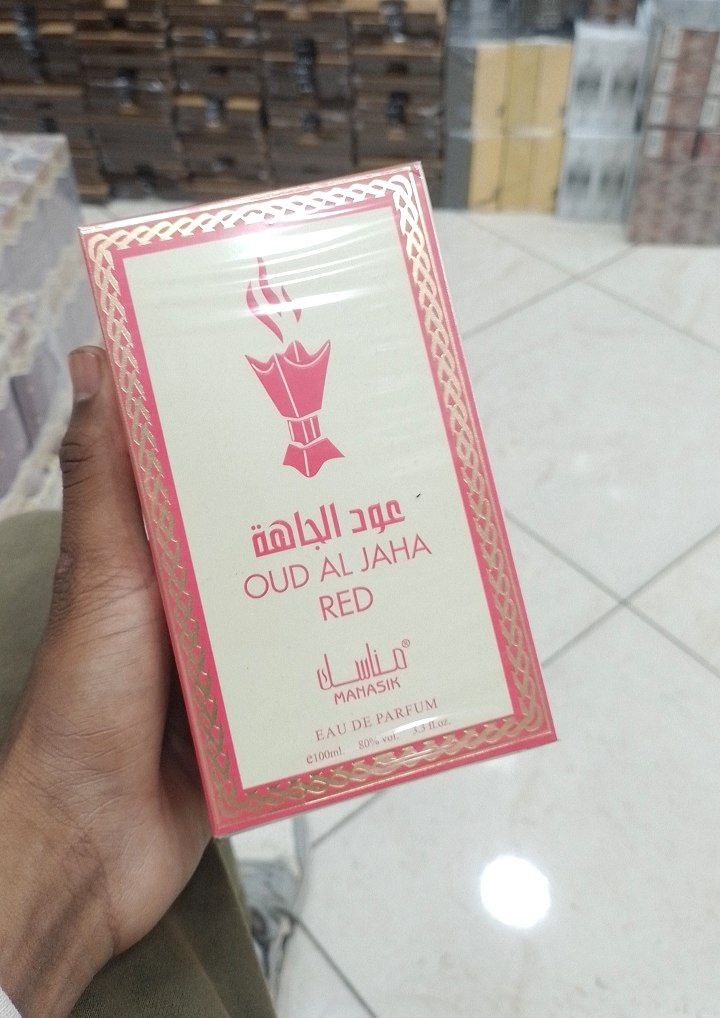 عود الجاهة
OUD AL JAHA
RED
مناسك®
MANASIK
EAU DE PARFUM
e100ml. 80% vol. 3.3 fl.oz.